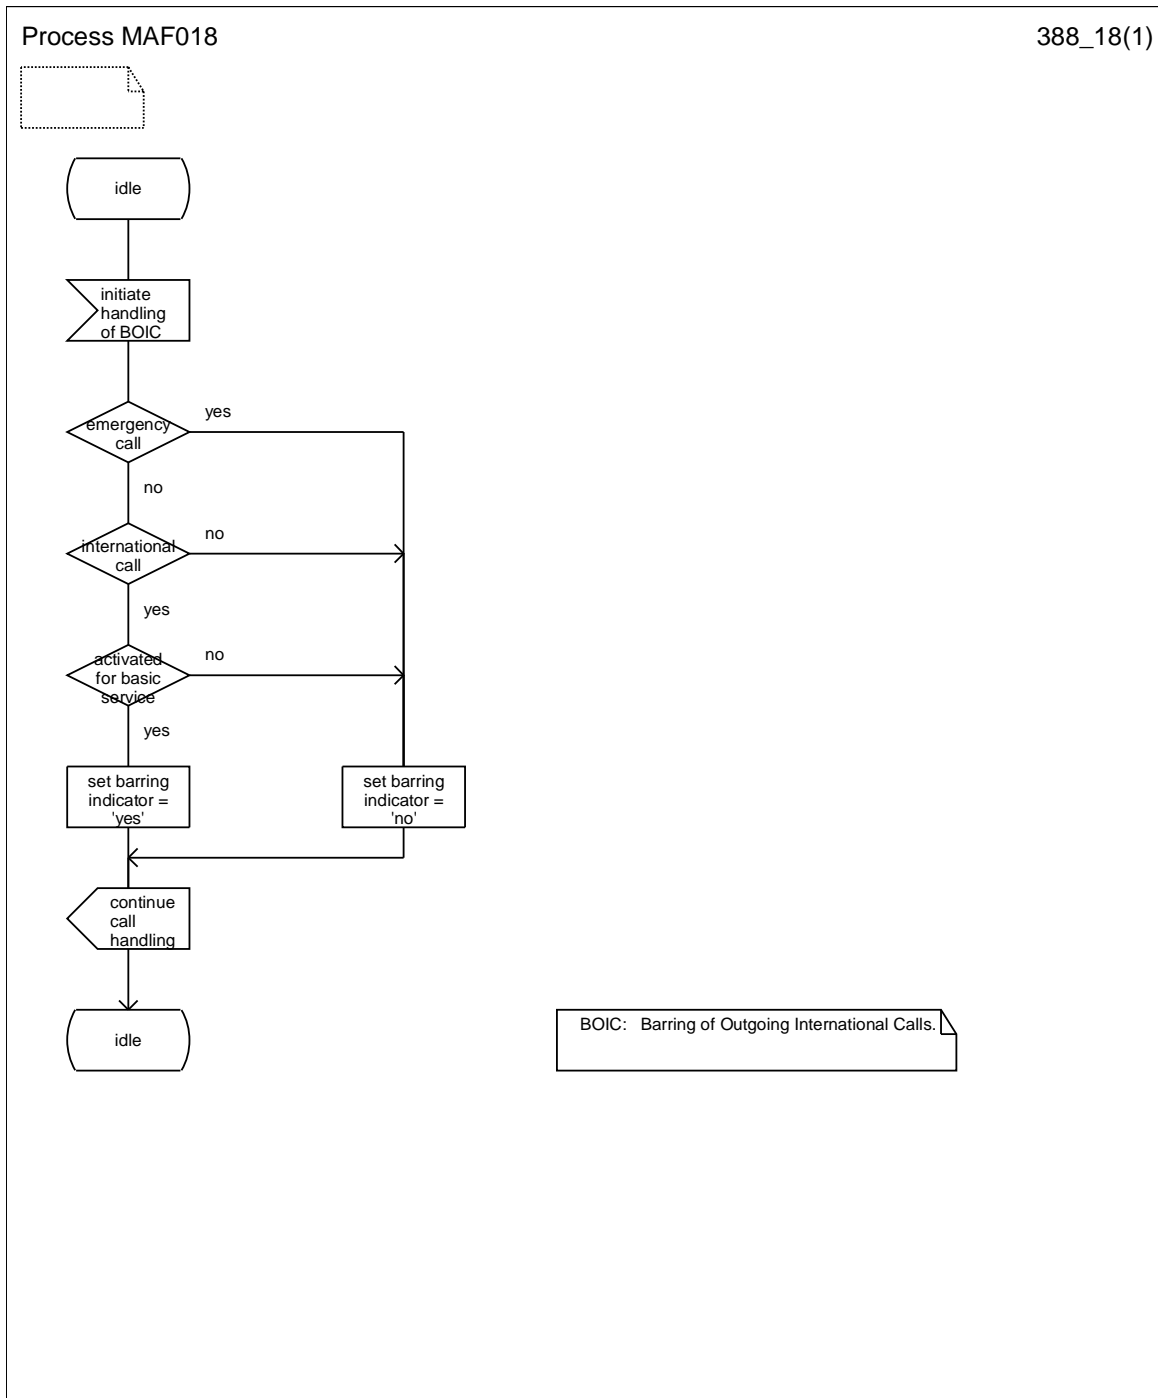 Process MAF018
388_18(1)
idle
initiate
handling
of BOIC
emergency
call
yes
no
international
call
no
yes
activated
for basic
service
no
yes
set barring
indicator =
'yes'
set barring
indicator =
'no'
continue
call
handling
idle
BOIC: Barring of Outgoing International Calls.